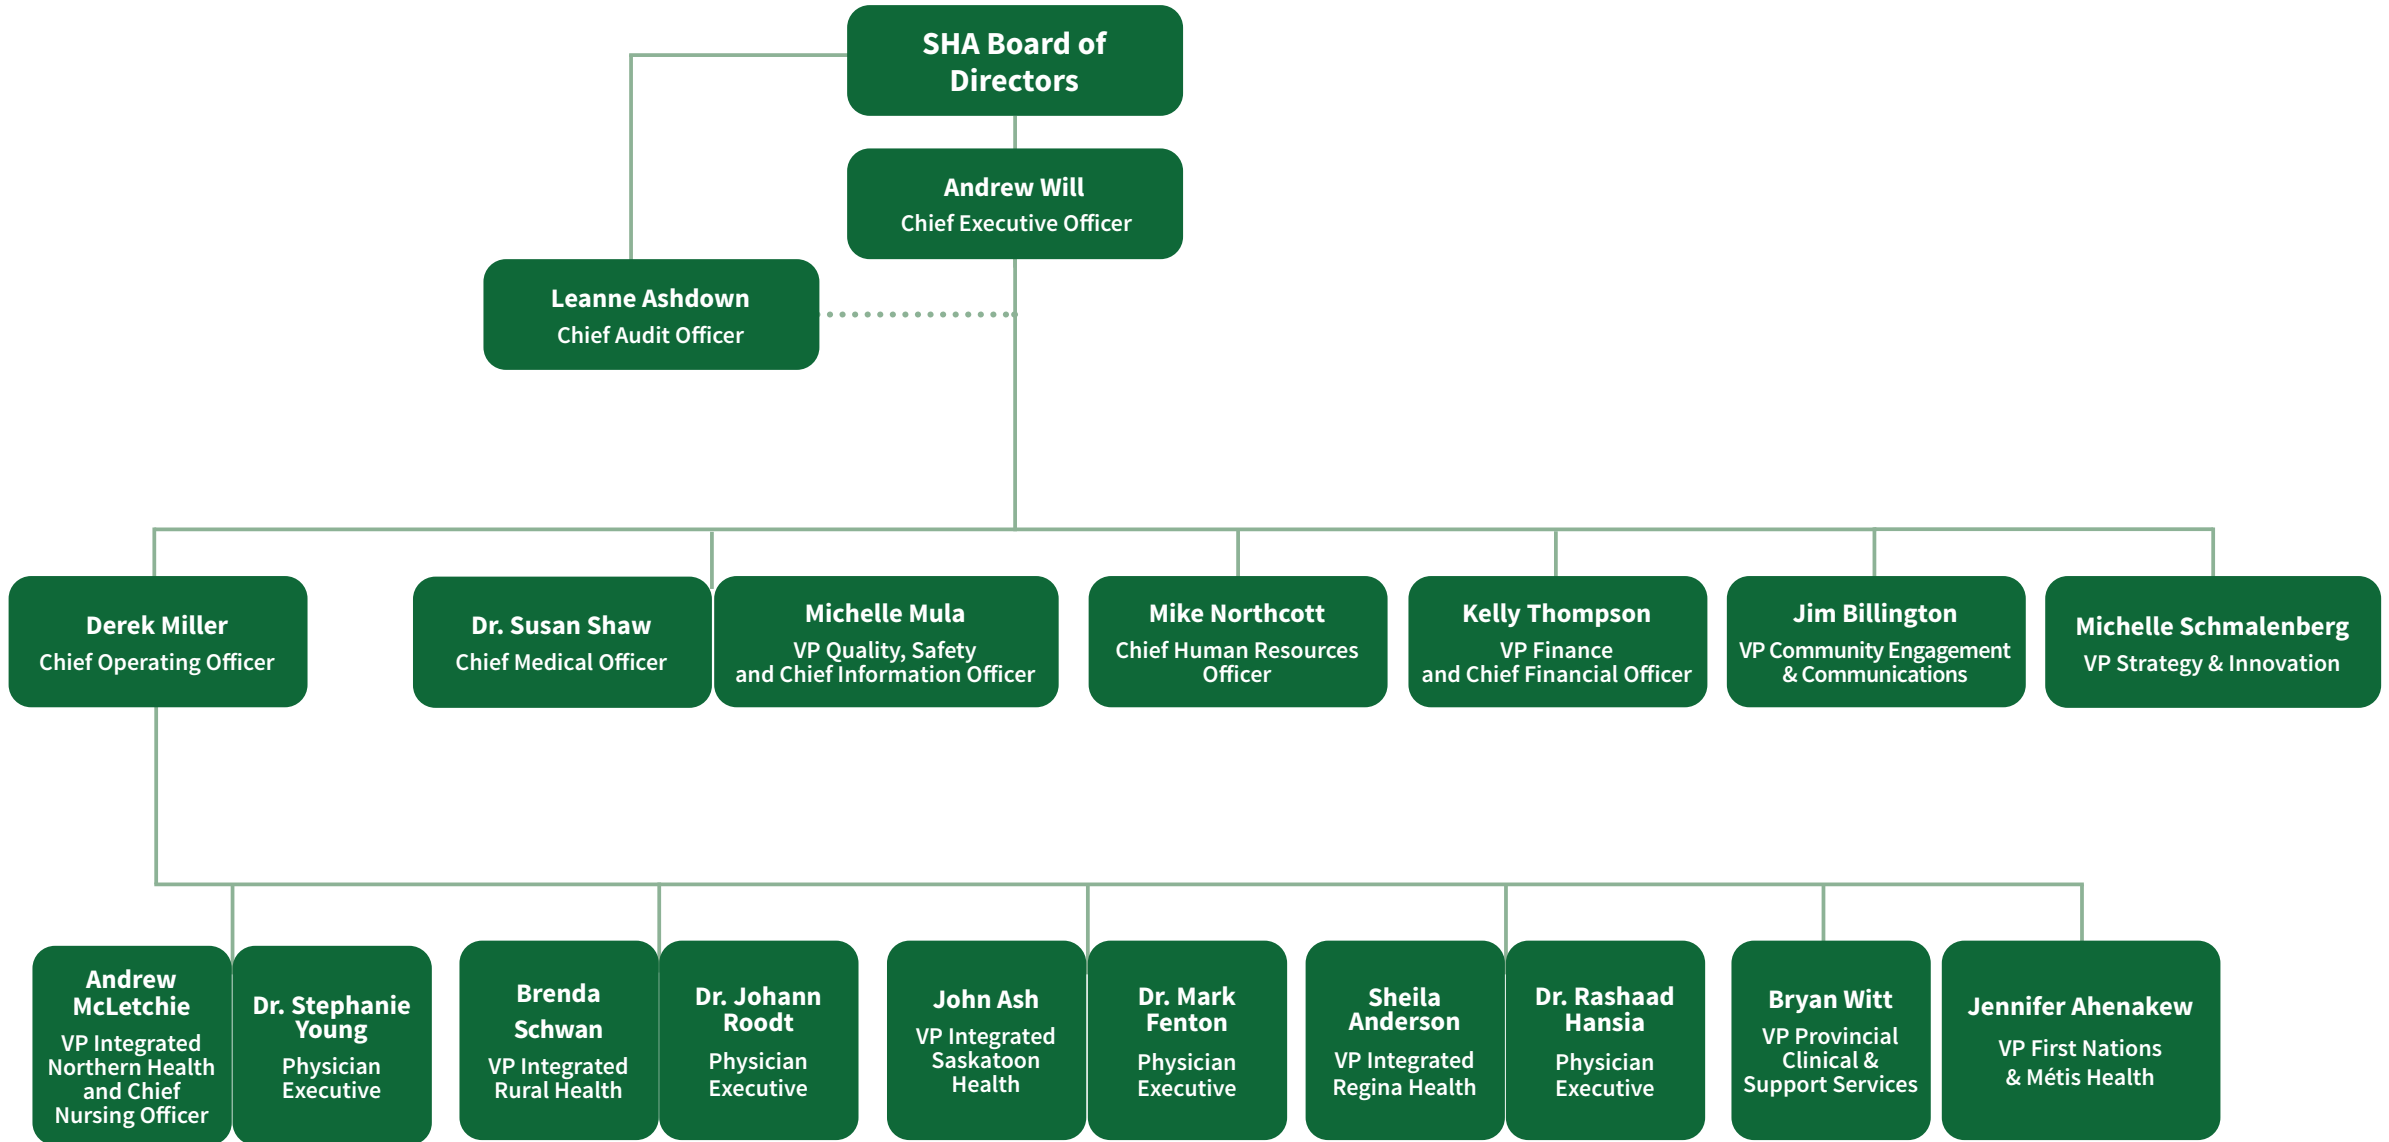 SHA Board of
Directors
Andrew Will
Chief Executive Officer
Leanne Ashdown
Chief Audit Officer
Derek Miller
Chief Operating Officer
Dr. Susan Shaw
Chief Medical Officer
Michelle Mula
VP Quality, Safety
and Chief Information Officer
Mike Northcott
Chief Human Resources
Officer
Kelly Thompson
VP Finance
and Chief Financial Officer
Jim Billington
VP Community Engagement
& Communications
Michelle Schmalenberg
VP Strategy & Innovation
Andrew
McLetchie
VP Integrated
Northern Health
and Chief
Nursing Officer
Dr. Stephanie
Young
Physician
Executive
Brenda
Schwan
VP Integrated
Rural Health
Dr. Johann
Roodt
Physician
Executive
John Ash
VP Integrated
Saskatoon
Health
Dr. Mark
Fenton
Physician
Executive
Sheila
Anderson
VP Integrated
Regina Health
Dr. Rashaad
Hansia
Physician
Executive
Bryan Witt
VP Provincial
Clinical &
Support Services
Jennifer Ahenakew
VP First Nations
& Métis Health